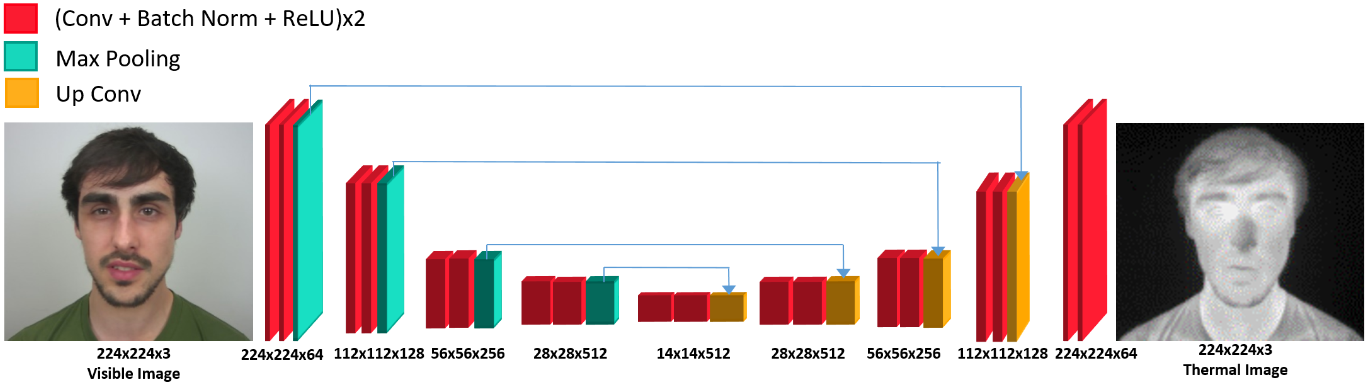 (Conv + Batch Norm + ReLU)x2
Max Pooling
Up Conv
224x224x3
Visible Image
224x224x64
112x112x128
56x56x256
28x28x512
14x14x512
28x28x512
56x56x256
112x112x128
224x224x64
224x224x3
Thermal Image